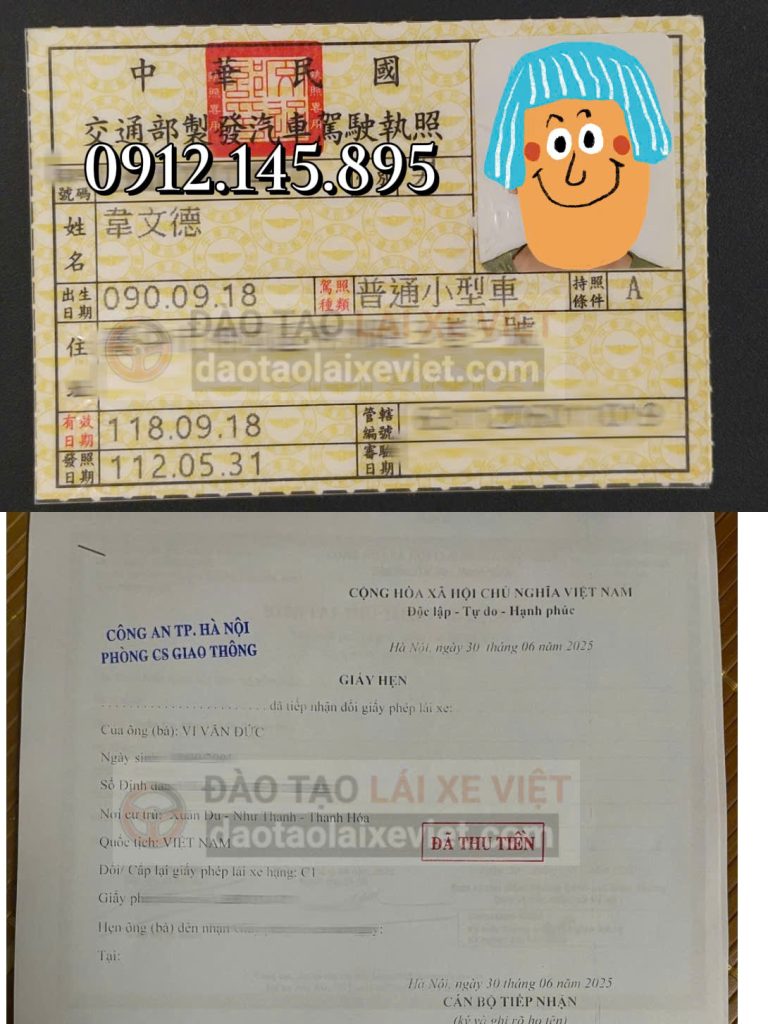 中華民國
交通部製發汽車駕駛執照
0912.145.895
號碼
姓名 韋文德
出生日期 090.09.18 駕照種類 普通小型車 持照條件 A
住 號
ĐÀO TẠO LÁI XE VIỆT
daotaolaixeviet.com
有效日期 118.09.18 管轄編號
發照日期 112.05.31 審驗日期
CỘNG HÒA XÃ HỘI CHỦ NGHĨA VIỆT NAM
Độc lập - Tự do - Hạnh phúc
CÔNG AN TP. HÀ NỘI
PHÒNG CS GIAO THÔNG
Hà Nội, ngày 30 tháng 06 năm 2025
GIẤY HẸN
đã tiếp nhận đổi giấy phép lái xe:
Của ông (bà): VI VĂN ĐỨC
Ngày
Số Định
ĐÀO TẠO LÁI XE VIỆT
Nơi cư trú: Xuân Du - Như Thanh - Thanh Hóa
daotaolaixeviet.com
Quốc tịch: VIỆT NAM
ĐÃ THU TIỀN
Đổi/ Cấp lại giấy phép lái xe hạng: C1
Giấy
Hẹn ông (bà) đến nhận
Tại:
Hà Nội, ngày 30 tháng 06 năm 2025
CÁN BỘ TIẾP NHẬN
(ký và ghi rõ họ tên)